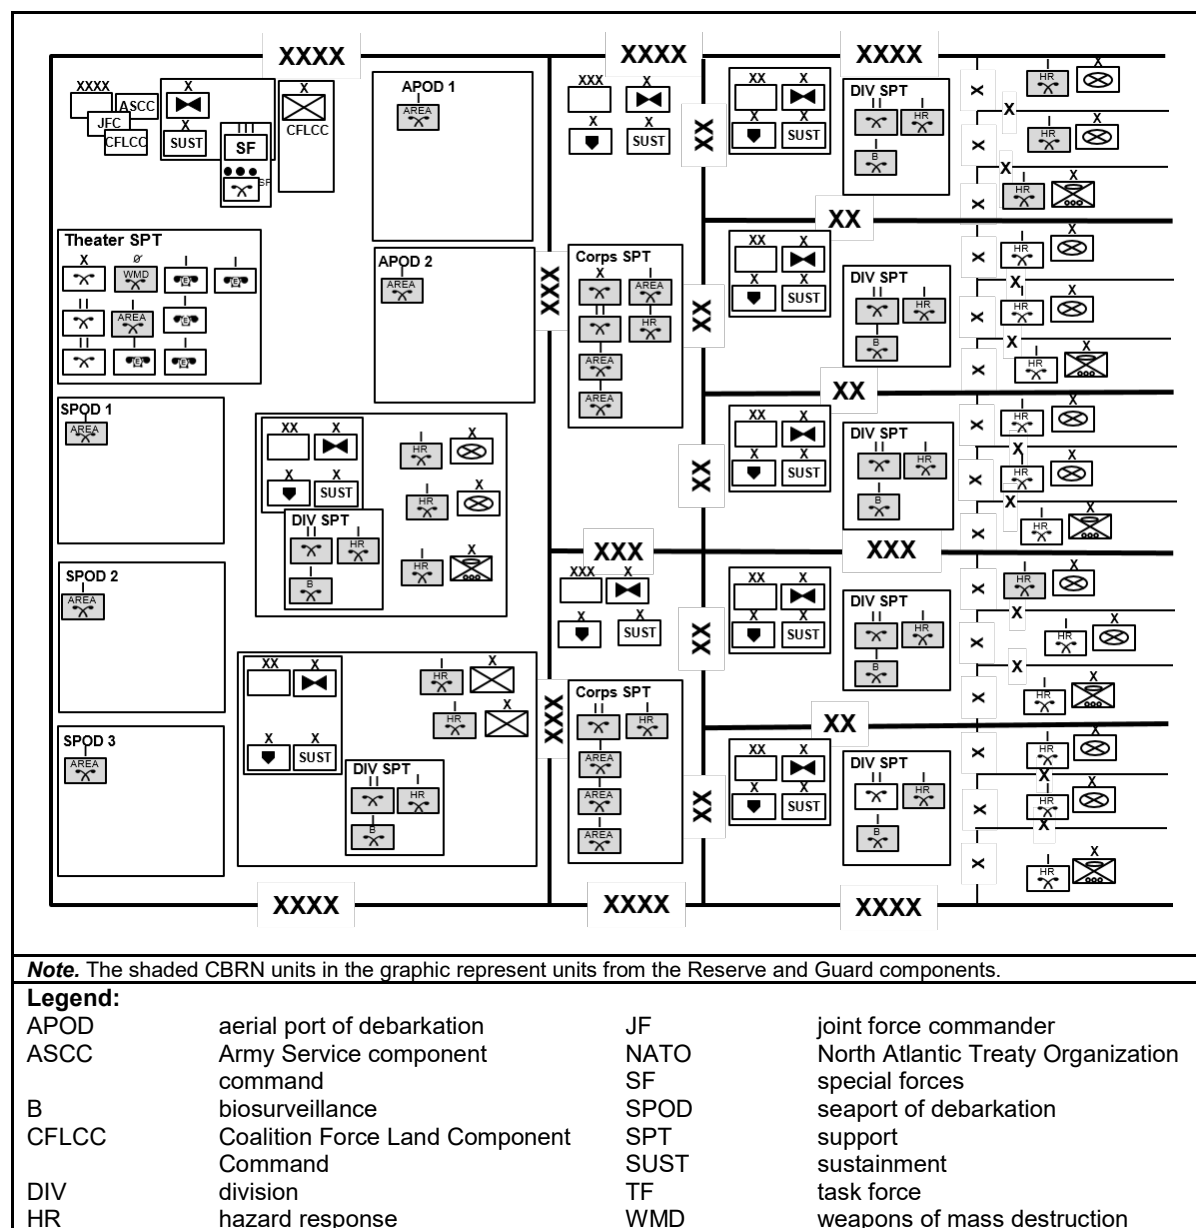 XXXX XXXX XXXX
XXXX ASCC JFC CFLCC
X
X SUST
III SF
SF
X CFLCC
APOD 1
I AREA
APOD 2
I AREA
Theater SPT
X
Ø WMD
I E
I E
II
I AREA
I E
II
I E
I E
SPOD 1
I AREA
SPOD 2
I AREA
SPOD 3
I AREA
XX X
X X SUST
DIV SPT
II I HR
I B
I HR X
I HR X
I HR X
XX X
X X SUST
DIV SPT
II I HR
I B
I HR X
I HR X
XXX
XXX
XXX X
X X SUST
Corps SPT
X I AREA
II I HR
I AREA
I AREA
XXX
XXX X
X X SUST
Corps SPT
II I HR
I AREA
I AREA
I AREA
XX
XX
XX
XX
XX
XX X
X X SUST
DIV SPT
II I HR
I B
X I HR X
X
X I HR X
X
X I HR X
XX
XX X
X X SUST
DIV SPT
II I HR
I B
X I HR X
X
X I HR X
X
X I HR X
XX
XX X
X X SUST
DIV SPT
II I HR
I B
X I HR X
X
X I HR X
X
X I HR X
XXX
XX X
X X SUST
DIV SPT
II I HR
I B
X I HR X
X
X I HR X
X
X I HR X
XX
XX X
X X SUST
DIV SPT
II I HR
I B
X I HR X
X
X I HR X
X
X I HR X
XXXX XXXX XXXX
Note. The shaded CBRN units in the graphic represent units from the Reserve and Guard components.
Legend:
APOD aerial port of debarkation JF joint force commander
ASCC Army Service component NATO North Atlantic Treaty Organization
command SF special forces
B biosurveillance SPOD seaport of debarkation
CFLCC Coalition Force Land Component SPT support
Command SUST sustainment
DIV division TF task force
HR hazard response WMD weapons of mass destruction